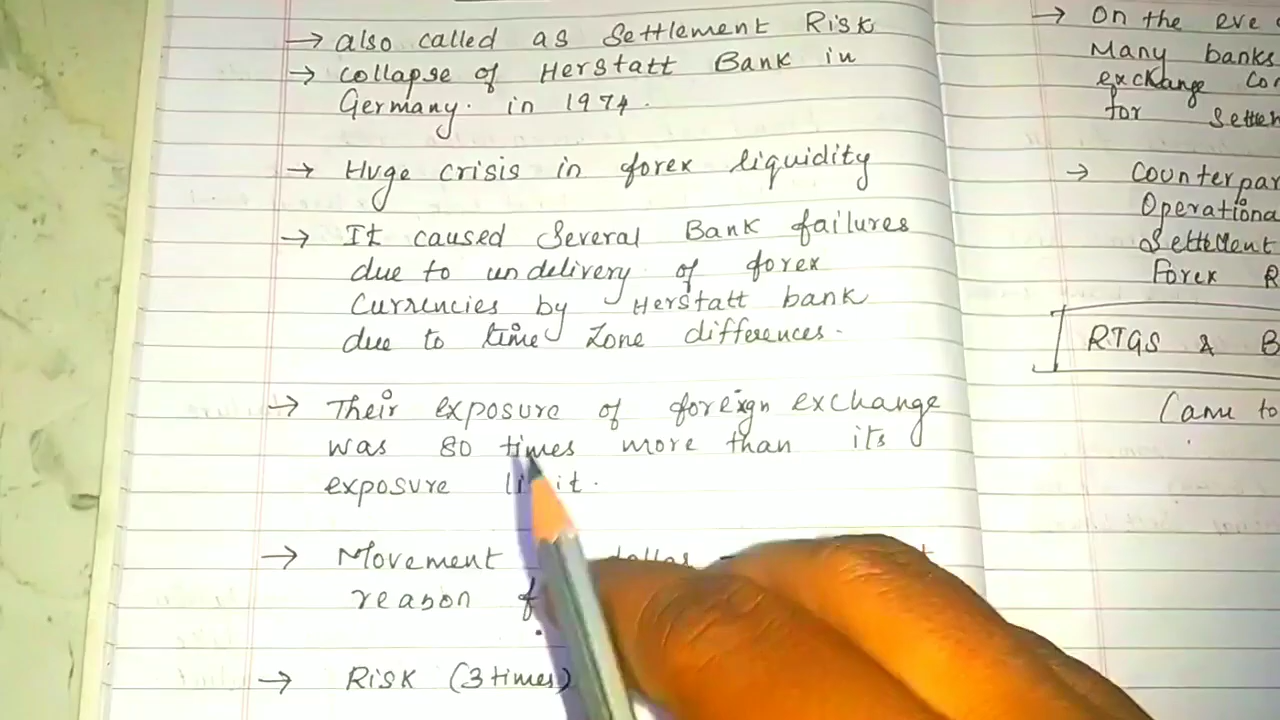 → also called as Settlement Risk
→ collapse of Herstatt Bank in
Germany. in 1974.
→ Huge crisis in forex liquidity
→ It caused Several Bank failures
due to undelivery of forex
Currencies by Herstatt bank
due to time Zone differences.
→ Their exposure of foreign exchange
was 80 times more than its
exposure limit.
→ Movement dollar
reason
→ Risk (3 times)
→ On the eve
Many banks
exchange
for
→ Counterpar
Operationa
Settlement
Forex R
RTGS & B
Came to